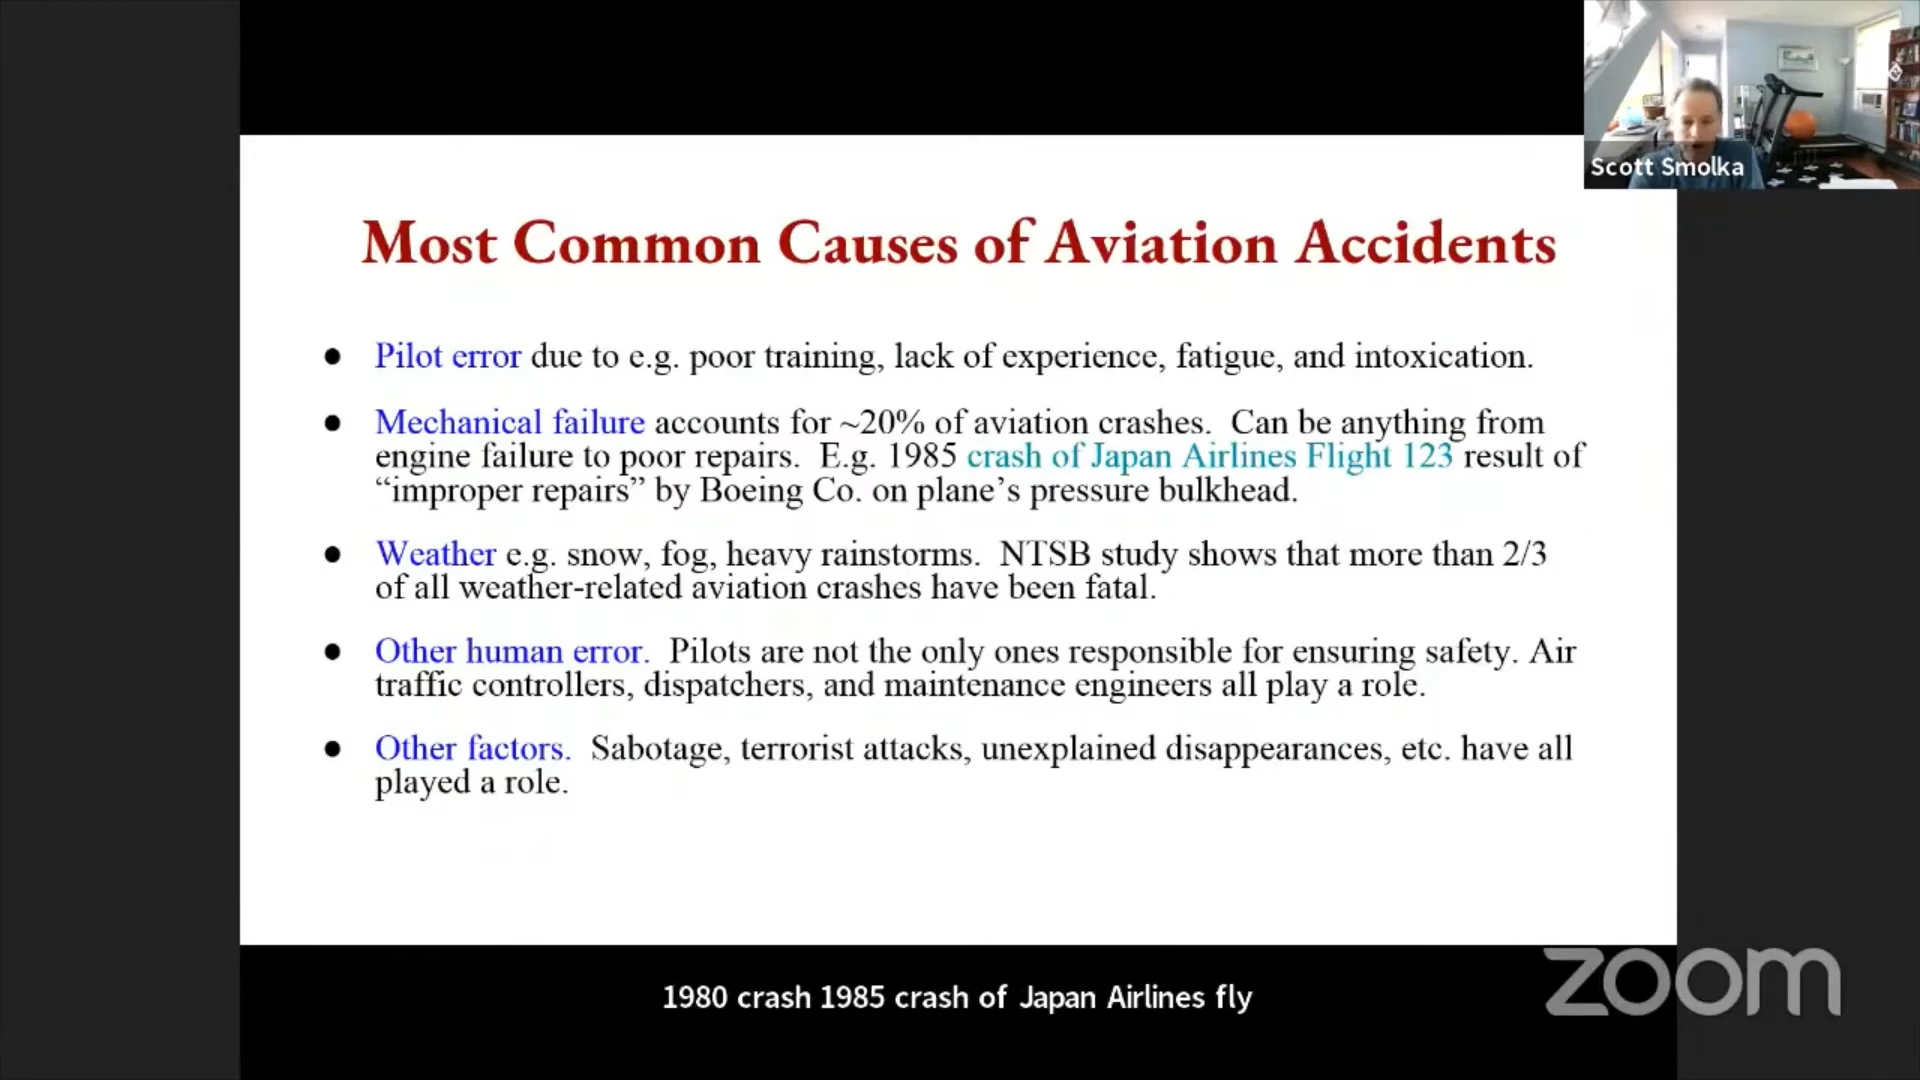 Scott Smolka
Most Common Causes of Aviation Accidents
● Pilot error due to e.g. poor training, lack of experience, fatigue, and intoxication.
● Mechanical failure accounts for ~20% of aviation crashes. Can be anything from
engine failure to poor repairs. E.g. 1985 crash of Japan Airlines Flight 123 result of
“improper repairs” by Boeing Co. on plane’s pressure bulkhead.
● Weather e.g. snow, fog, heavy rainstorms. NTSB study shows that more than 2/3
of all weather-related aviation crashes have been fatal.
● Other human error. Pilots are not the only ones responsible for ensuring safety. Air
traffic controllers, dispatchers, and maintenance engineers all play a role.
● Other factors. Sabotage, terrorist attacks, unexplained disappearances, etc. have all
played a role.
zoom
1980 crash 1985 crash of Japan Airlines fly